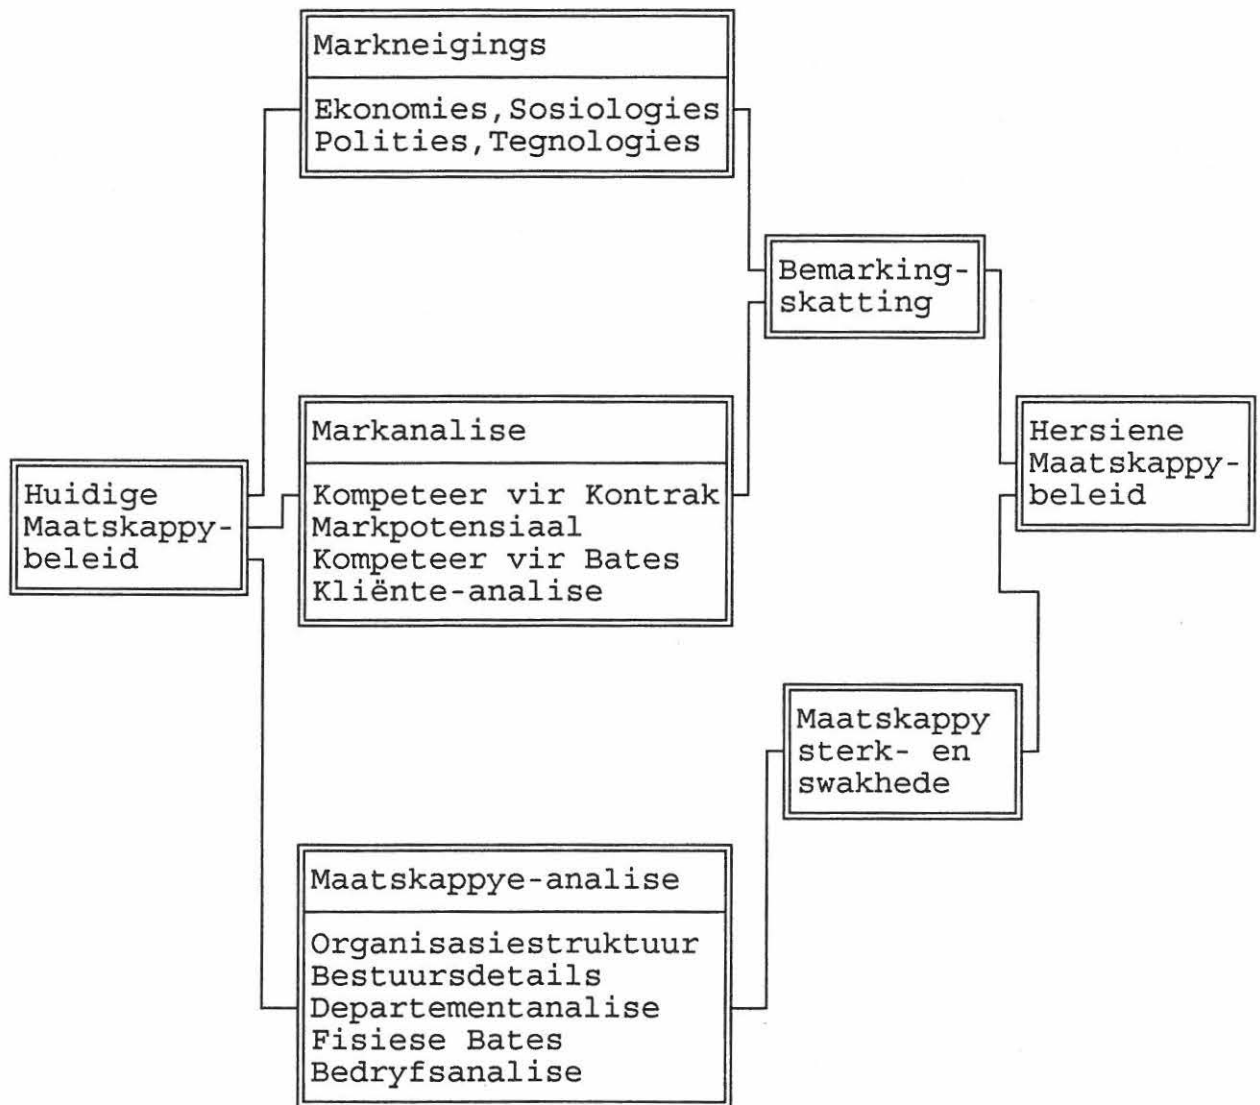 Markneigings
Ekonomies,Sosiologies
Polities,Tegnologies
Bemarking-
skatting
Markanalise
Kompeteer vir Kontrak
Markpotensiaal
Kompeteer vir Bates
Kliënte-analise
Huidige
Maatskappy-
beleid
Hersiene
Maatskappy-
beleid
Maatskappy
sterk- en
swakhede
Maatskappye-analise
Organisasiestruktuur
Bestuursdetails
Departementanalise
Fisiese Bates
Bedryfsanalise